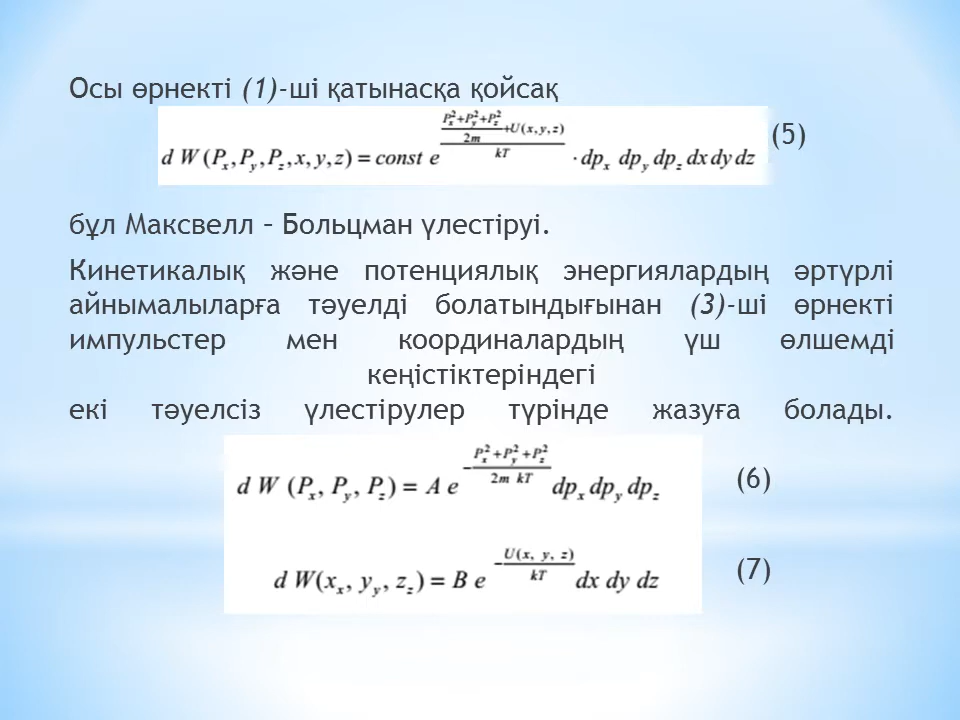 Осы өрнекті (1)-ші қатынасқа қойсақ
d W (Pₓ, P_y, P_z, x, y, z) = const e^{((Pₓ²+P_y²+P_z²)/2m +U(x, y, z))/kT} · dpₓ dp_y dp_z dx dy dz (5)
бұл Максвелл – Больцман үлестіруі.
Кинетикалық және потенциялық энергиялардың әртүрлі
айнымалыларға тәуелді болатындығынан (3)-ші өрнекті
импульстер мен координалардың үш өлшемді
кеңістіктеріндегі
екі тәуелсіз үлестірулер түрінде жазуға болады.
d W (Pₓ, P_y, P_z) = A e^{-(Pₓ²+P_y²+P_z²)/(2m kT)} dpₓ dp_y dp_z (6)
d W(xₓ, y_y, z_z) = B e^{-U(x, y, z)/kT} dx dy dz (7)